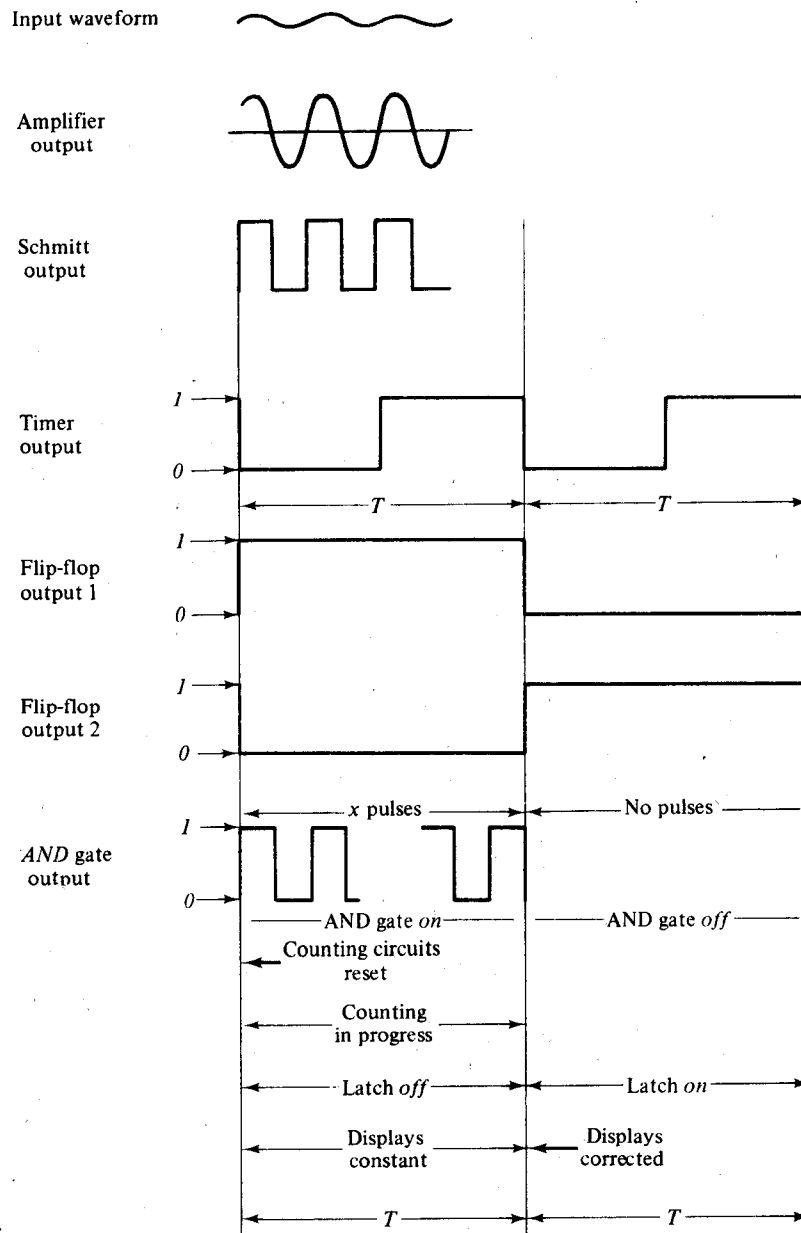 Input waveform
Amplifier
output
Schmitt
output
1
Timer
output
0
T
T
1
Flip-flop
output 1
0
1
Flip-flop
output 2
0
x pulses
No pulses
1
AND gate
output
0
AND gate on
AND gate off
Counting circuits
reset
Counting
in progress
Latch off
Latch on
Displays
constant
Displays
corrected
T
T